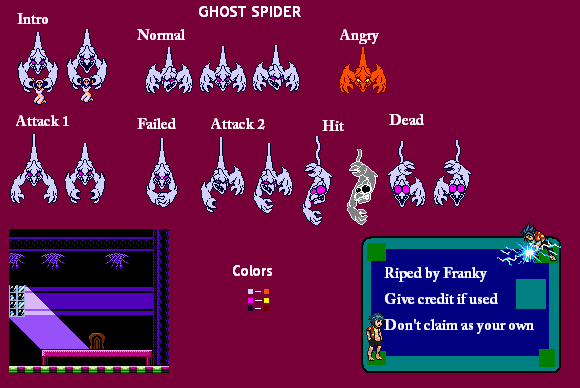 GHOST SPIDER
Intro
Normal
Angry
Attack 1
Failed
Attack 2
Hit
Dead
Colors
Riped by Franky
Give credit if used
Don't claim as your own